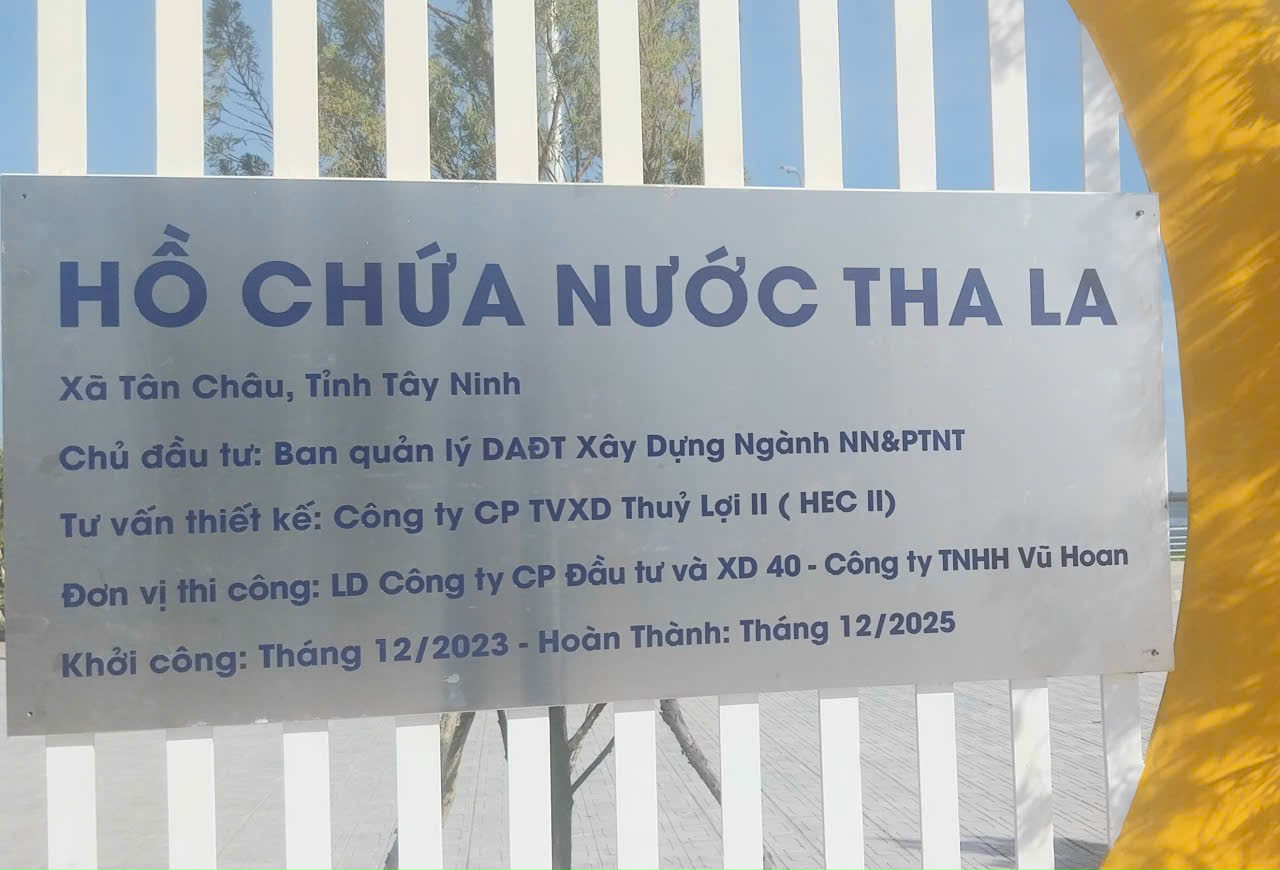 HỒ CHỨA NƯỚC THA LA
Xã Tân Châu, Tỉnh Tây Ninh
Chủ đầu tư: Ban quản lý DAĐT Xây Dựng Ngành NN&PTNT
Tư vấn thiết kế: Công ty CP TVXD Thuỷ Lợi II ( HEC II)
Đơn vị thi công: LD Công ty CP Đầu tư và XD 40 - Công ty TNHH Vũ Hoan
Khởi công: Tháng 12/2023 - Hoàn Thành: Tháng 12/2025